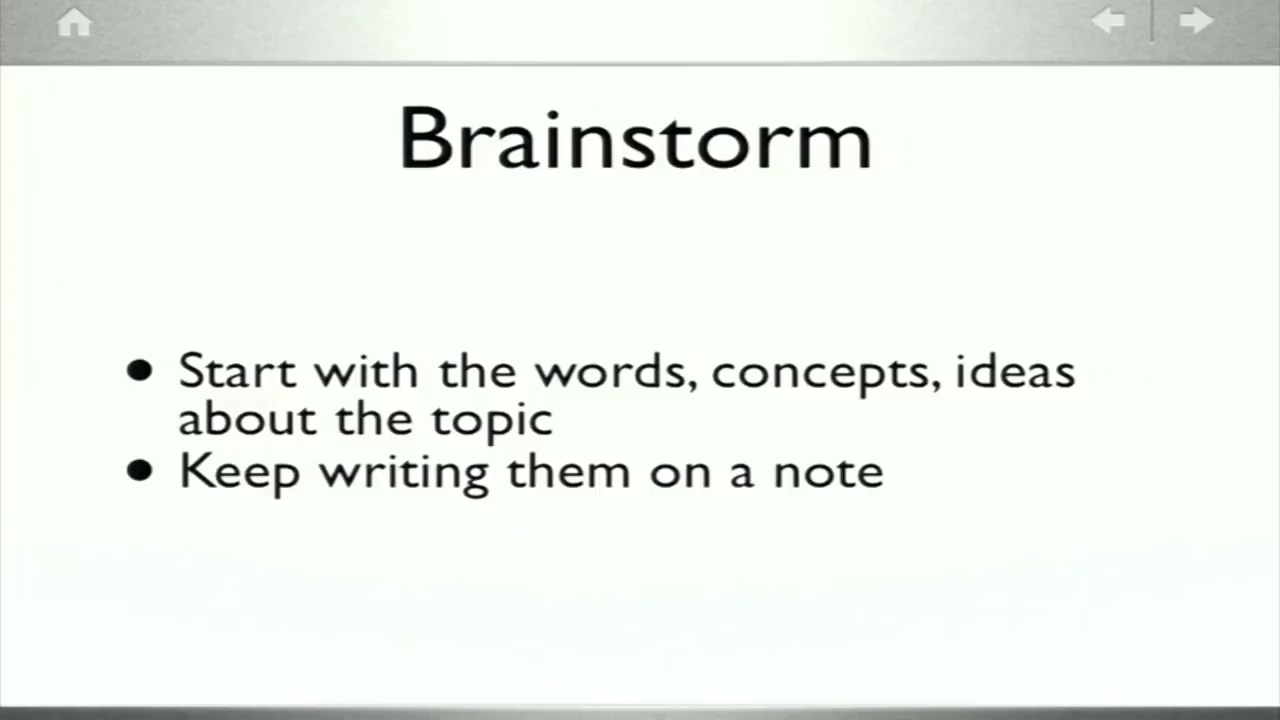 Brainstorm
• Start with the words, concepts, ideas
about the topic
• Keep writing them on a note